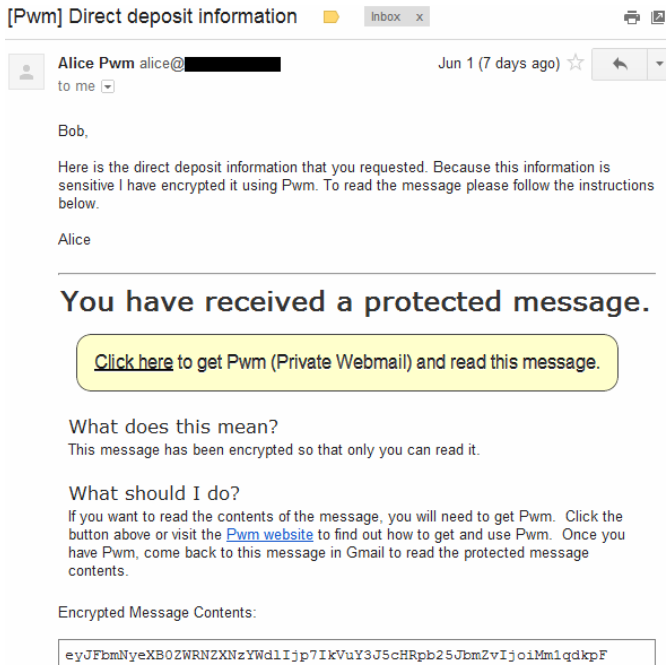 [Pwm] Direct deposit information Inbox x
Alice Pwm alice@ Jun 1 (7 days ago)
to me
Bob,
Here is the direct deposit information that you requested. Because this information is
sensitive I have encrypted it using Pwm. To read the message please follow the instructions
below.
Alice
You have received a protected message.
Click here to get Pwm (Private Webmail) and read this message.
What does this mean?
This message has been encrypted so that only you can read it.
What should I do?
If you want to read the contents of the message, you will need to get Pwm. Click the
button above or visit the Pwm website to find out how to get and use Pwm. Once you
have Pwm, come back to this message in Gmail to read the protected message
contents.
Encrypted Message Contents:
eyJFbmNyeXB0ZWRNZXNzYWdlIjp7IkVuY3J5cHRpb25JbmZvIjoiMm1qdkpF